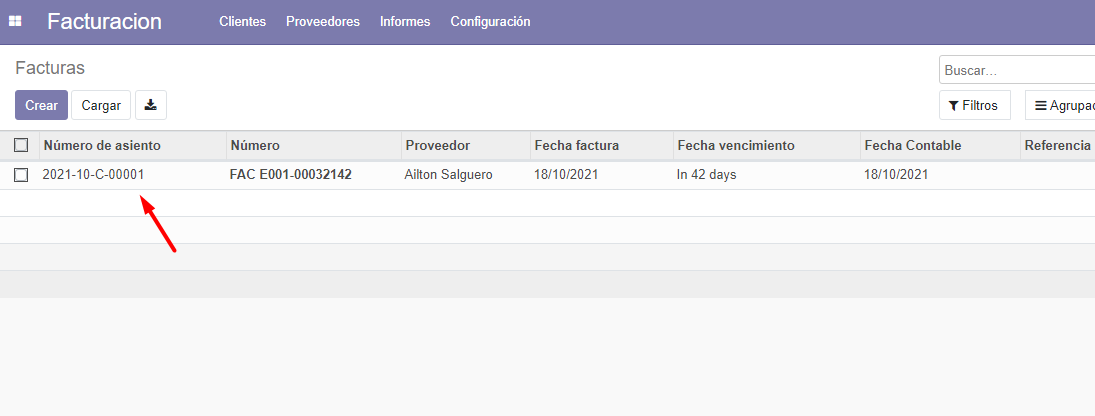 Facturacion Clientes Proveedores Informes Configuración
Facturas
Buscar...
Crear Cargar Filtros Agrupac
Número de asiento Número Proveedor Fecha factura Fecha vencimiento Fecha Contable Referencia
2021-10-C-00001 FAC E001-00032142 Ailton Salguero 18/10/2021 In 42 days 18/10/2021